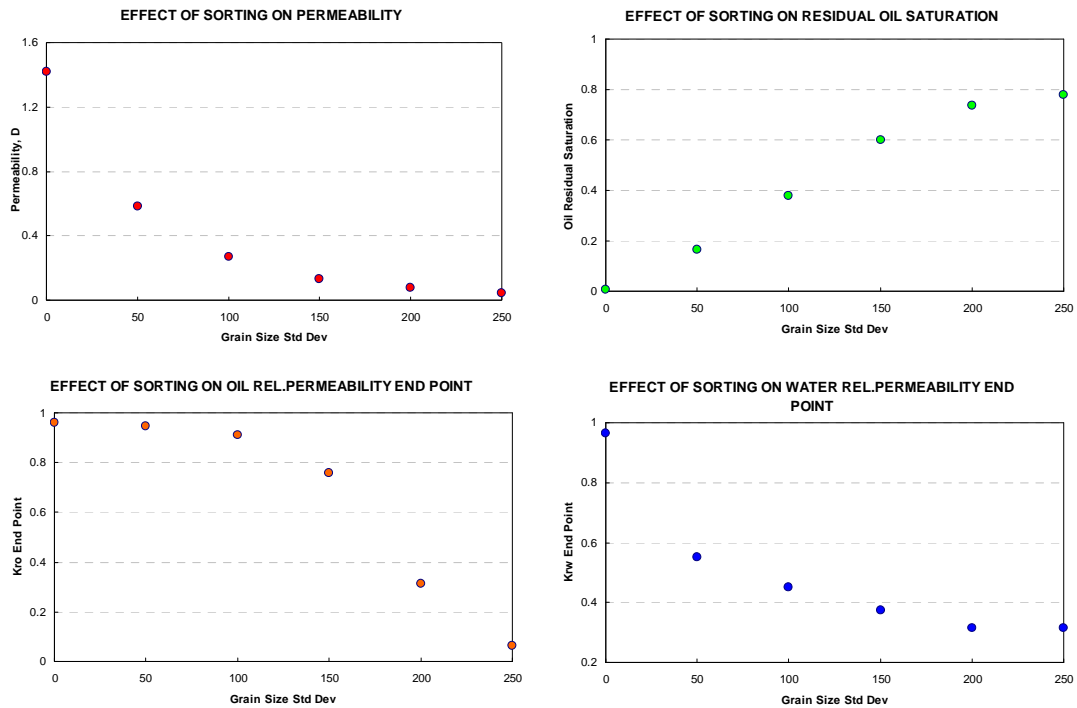 EFFECT OF SORTING ON PERMEABILITY
1.6
1.2
0.8
0.4
0
Permeability, D
0 50 100 150 200 250
Grain Size Std Dev
EFFECT OF SORTING ON RESIDUAL OIL SATURATION
1
0.8
0.6
0.4
0.2
0
Oil Residual Saturation
0 50 100 150 200 250
Grain Size Std Dev
EFFECT OF SORTING ON OIL REL.PERMEABILITY END POINT
1
0.8
0.6
0.4
0.2
0
Kro End Point
0 50 100 150 200 250
Grain Size Std Dev
EFFECT OF SORTING ON WATER REL.PERMEABILITY END
POINT
1
0.8
0.6
0.4
0.2
Krw End Point
0 50 100 150 200 250
Grain Size Std Dev